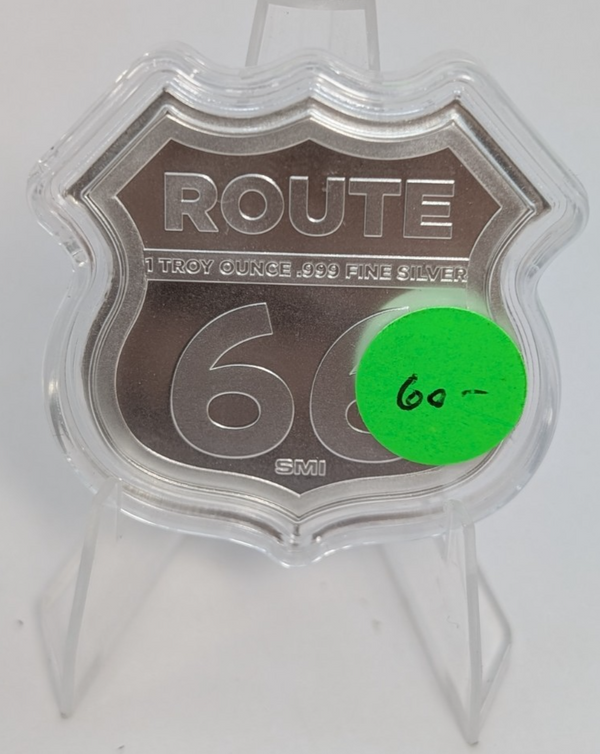 ROUTE
1 TROY OUNCE .999 FINE SILVER
66
60-
SMI